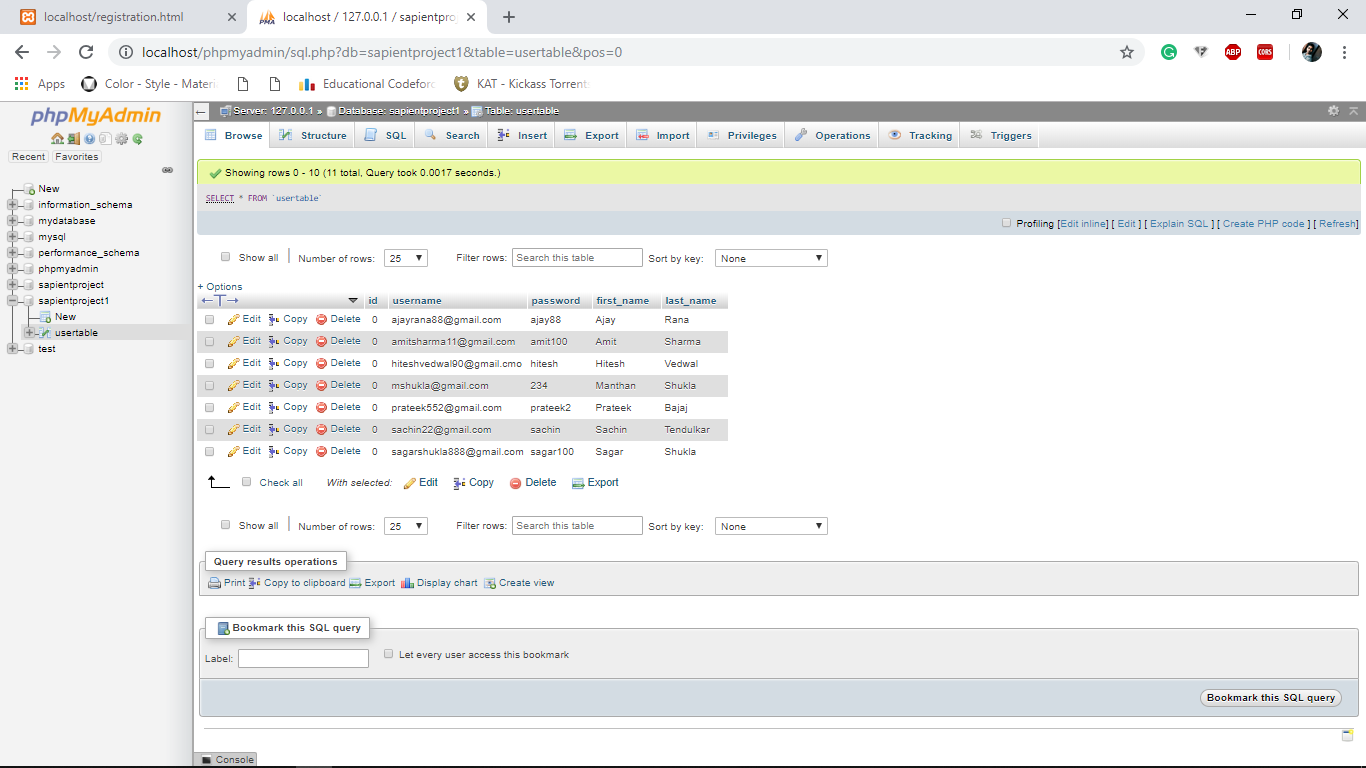 localhost/registration.html
localhost / 127.0.0.1 / sapientproj
localhost/phpmyadmin/sql.php?db=sapientproject1&table=usertable&pos=0
ABP
CORS
Apps Color - Style - Materi Educational Codeforc KAT - Kickass Torrents
phpMyAdmin
Recent Favorites
New
information_schema
mydatabase
mysql
performance_schema
phpmyadmin
sapientproject
sapientproject1
New
usertable
test
Server: 127.0.0.1 » Database: sapientproject1 » Table: usertable
Browse Structure SQL Search Insert Export Import Privileges Operations Tracking Triggers
Showing rows 0 - 10 (11 total, Query took 0.0017 seconds.)
SELECT * FROM `usertable`
Profiling [Edit inline] [ Edit ] [ Explain SQL ] [ Create PHP code ] [ Refresh]
Show all Number of rows: 25 Filter rows: Search this table Sort by key: None
+ Options
←T→ id username password first_name last_name
Edit Copy Delete 0 ajayrana88@gmail.com ajay88 Ajay Rana
Edit Copy Delete 0 amitsharma11@gmail.com amit100 Amit Sharma
Edit Copy Delete 0 hiteshvedwal90@gmail.cmo hitesh Hitesh Vedwal
Edit Copy Delete 0 mshukla@gmail.com 234 Manthan Shukla
Edit Copy Delete 0 prateek552@gmail.com prateek2 Prateek Bajaj
Edit Copy Delete 0 sachin22@gmail.com sachin Sachin Tendulkar
Edit Copy Delete 0 sagarshukla888@gmail.com sagar100 Sagar Shukla
Check all With selected: Edit Copy Delete Export
Show all Number of rows: 25 Filter rows: Search this table Sort by key: None
Query results operations
Print Copy to clipboard Export Display chart Create view
Bookmark this SQL query
Label: Let every user access this bookmark
Bookmark this SQL query
Console